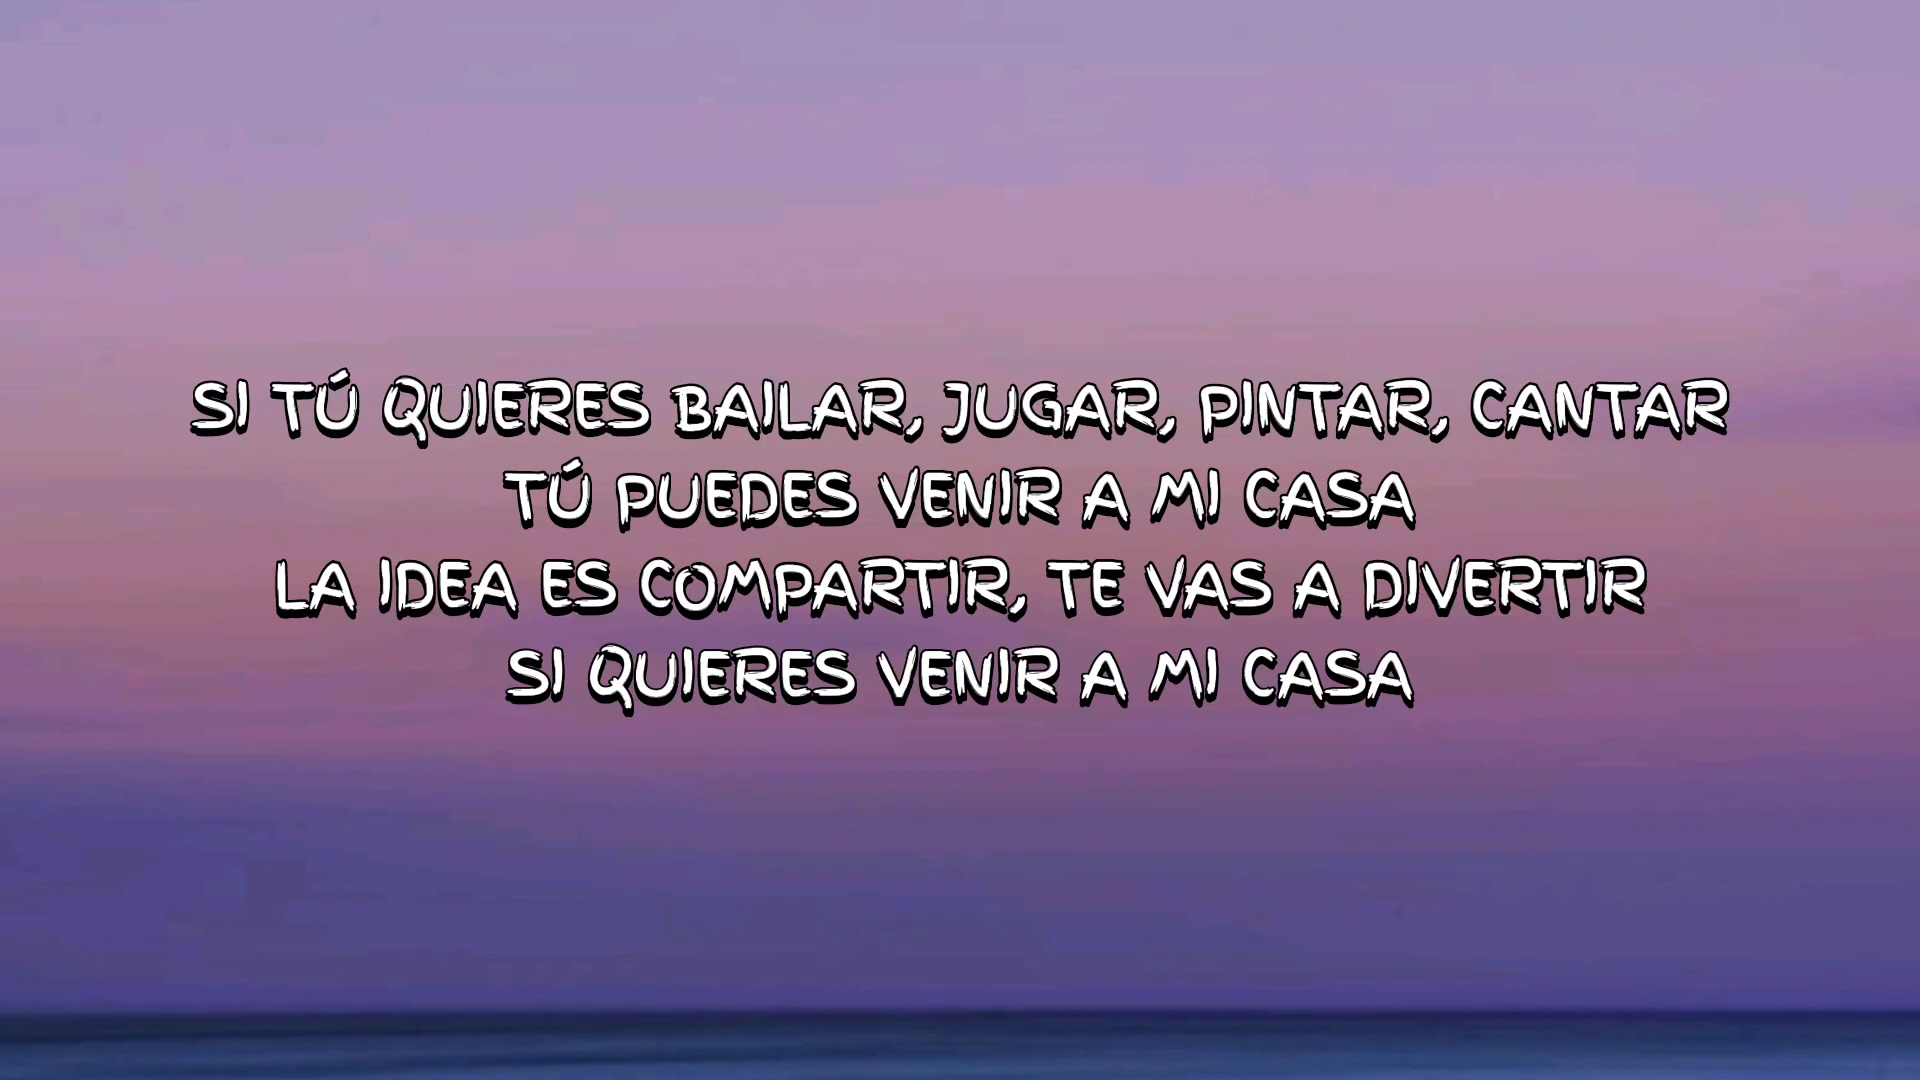 SI TÚ QUIERES BAILAR, JUGAR, PINTAR, CANTAR
TÚ PUEDES VENIR A MI CASA
LA IDEA ES COMPARTIR, TE VAS A DIVERTIR
SI QUIERES VENIR A MI CASA